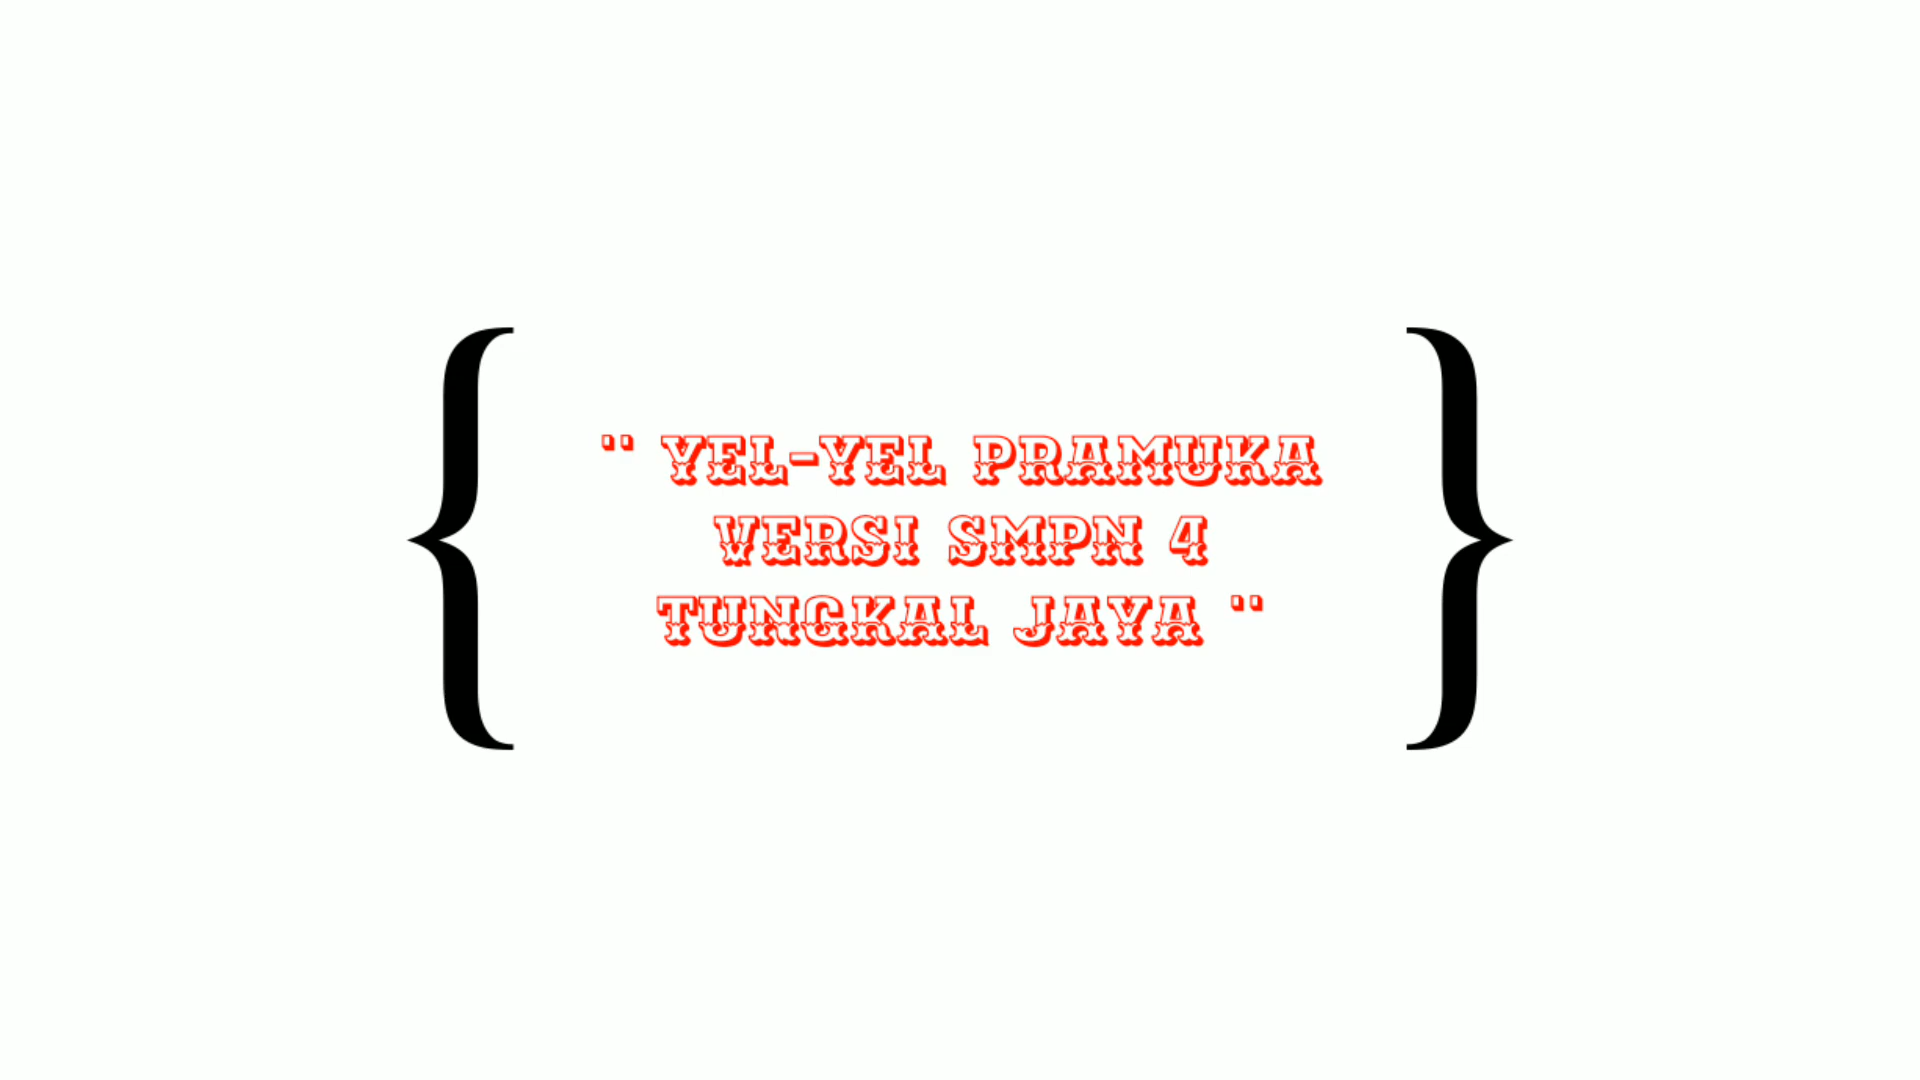 { " YEL-YEL PRAMUKA
VERSI SMPN 4
TUNGKAL JAYA " }